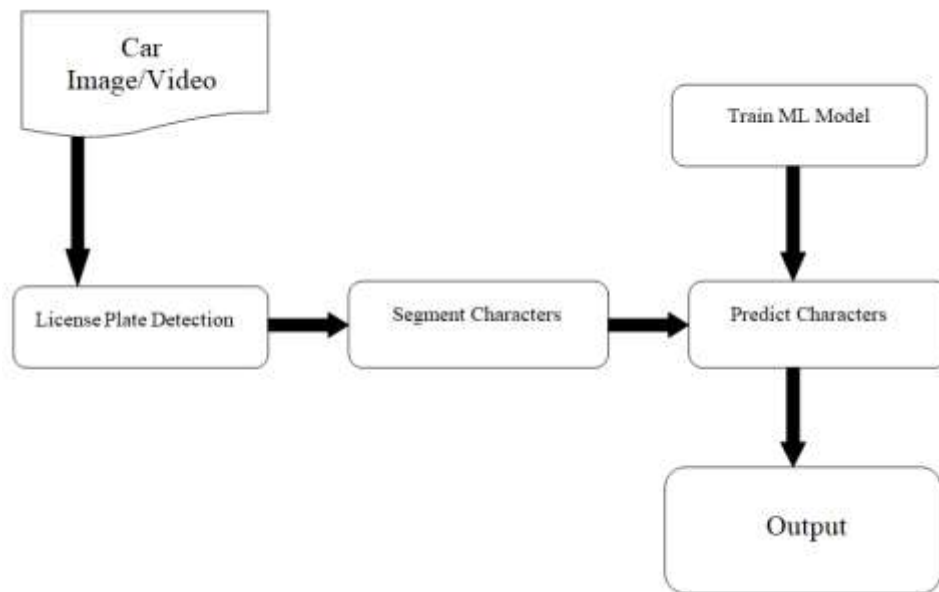 Car
Image/Video
Train ML Model
License Plate Detection
Segment Characters
Predict Characters
Output